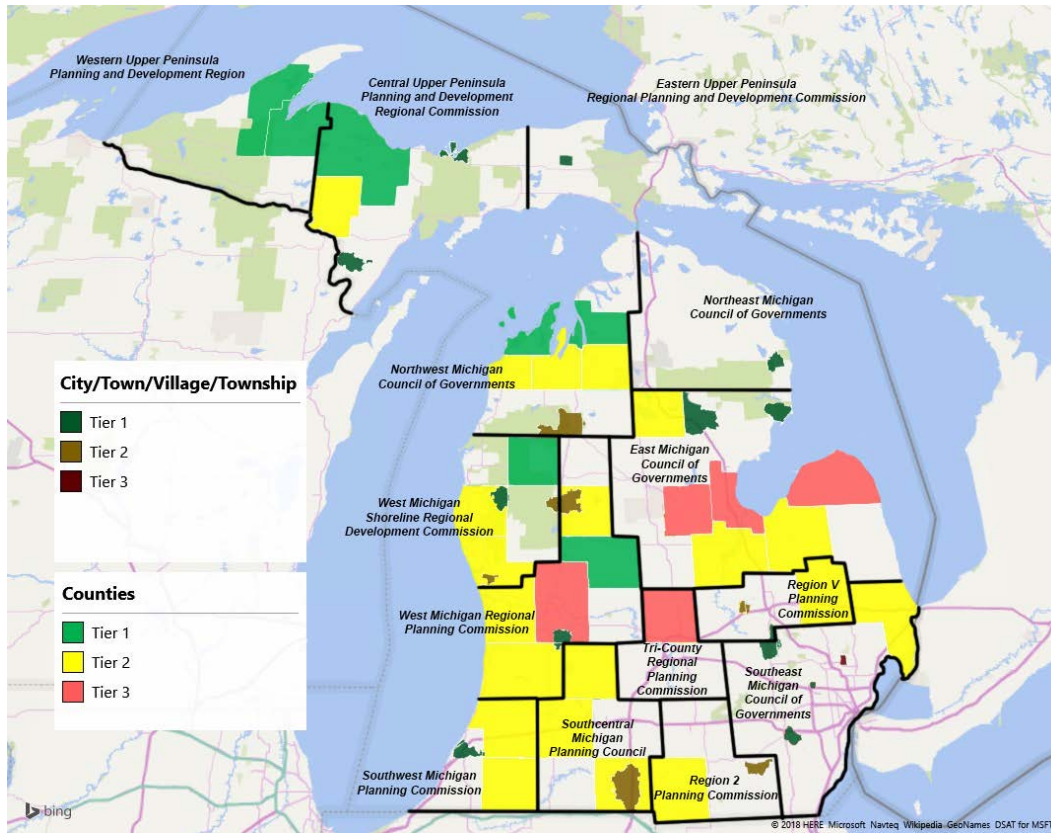 Western Upper Peninsula
Planning and Development Region
Central Upper Peninsula
Planning and Development
Regional Commission
Eastern Upper Peninsula
Regional Planning and Development Commission
Northeast Michigan
Council of Governments
Northwest Michigan
Council of Governments
City/Town/Village/Township
Tier 1
Tier 2
Tier 3
East Michigan
Council of
Governments
West Michigan
Shoreline Regional
Development Commission
Counties
Tier 1
Tier 2
Tier 3
Region V
Planning
Commission
West Michigan Regional
Planning Commission
Tri-County
Regional
Planning
Commission
Southeast
Michigan
Council of
Governments
Southcentral
Michigan
Planning Council
Southwest Michigan
Planning Commission
Region 2
Planning Commission
bing
© 2018 HERE Microsoft Navteq Wikipedia GeoNames DSAT for MSFT